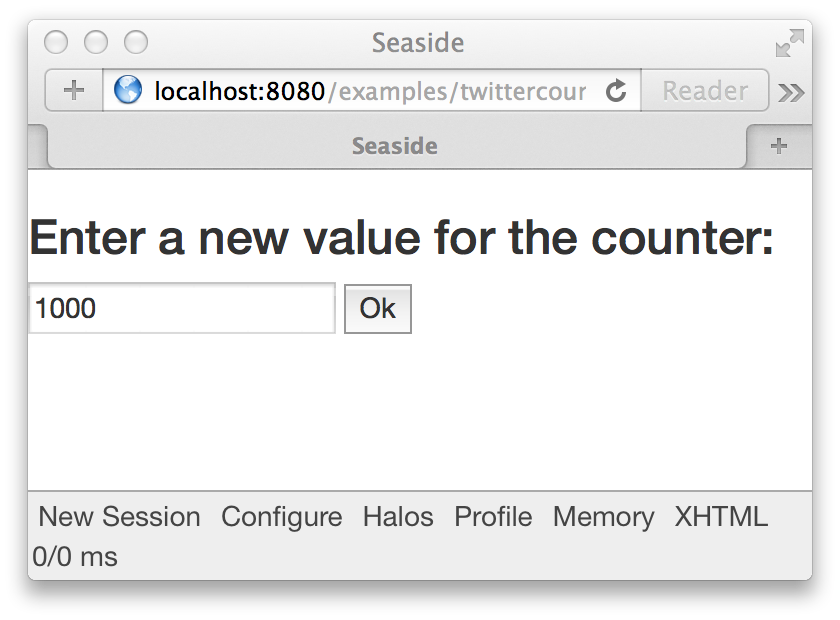 Seaside
localhost:8080/examples/twittercour Reader
Seaside
Enter a new value for the counter:
1000 Ok
New Session Configure Halos Profile Memory XHTML
0/0 ms